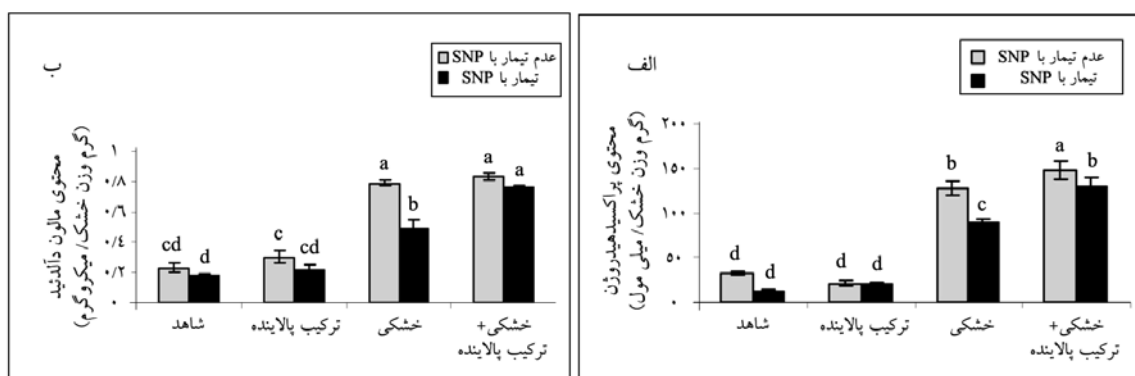 الف
عدم تیمار با SNP
تیمار با SNP
محتوی پراکسیدهیدروژن
(گرم وزن خشک/ میلی مول)
۲۰۰
۱۵۰
۱۰۰
۵۰
۰
d
d
d
d
b
c
a
b
شاهد
ترکیب پالاینده
خشکی
خشکی+
ترکیب پالاینده
ب
عدم تیمار با SNP
تیمار با SNP
محتوی مالون دآلدئید
(گرم وزن خشک/ میکروگرم)
۱
۰/۸
۰/۶
۰/۴
۰/۲
۰
cd
d
c
cd
a
b
a
a
شاهد
ترکیب پالاینده
خشکی
خشکی+
ترکیب پالاینده